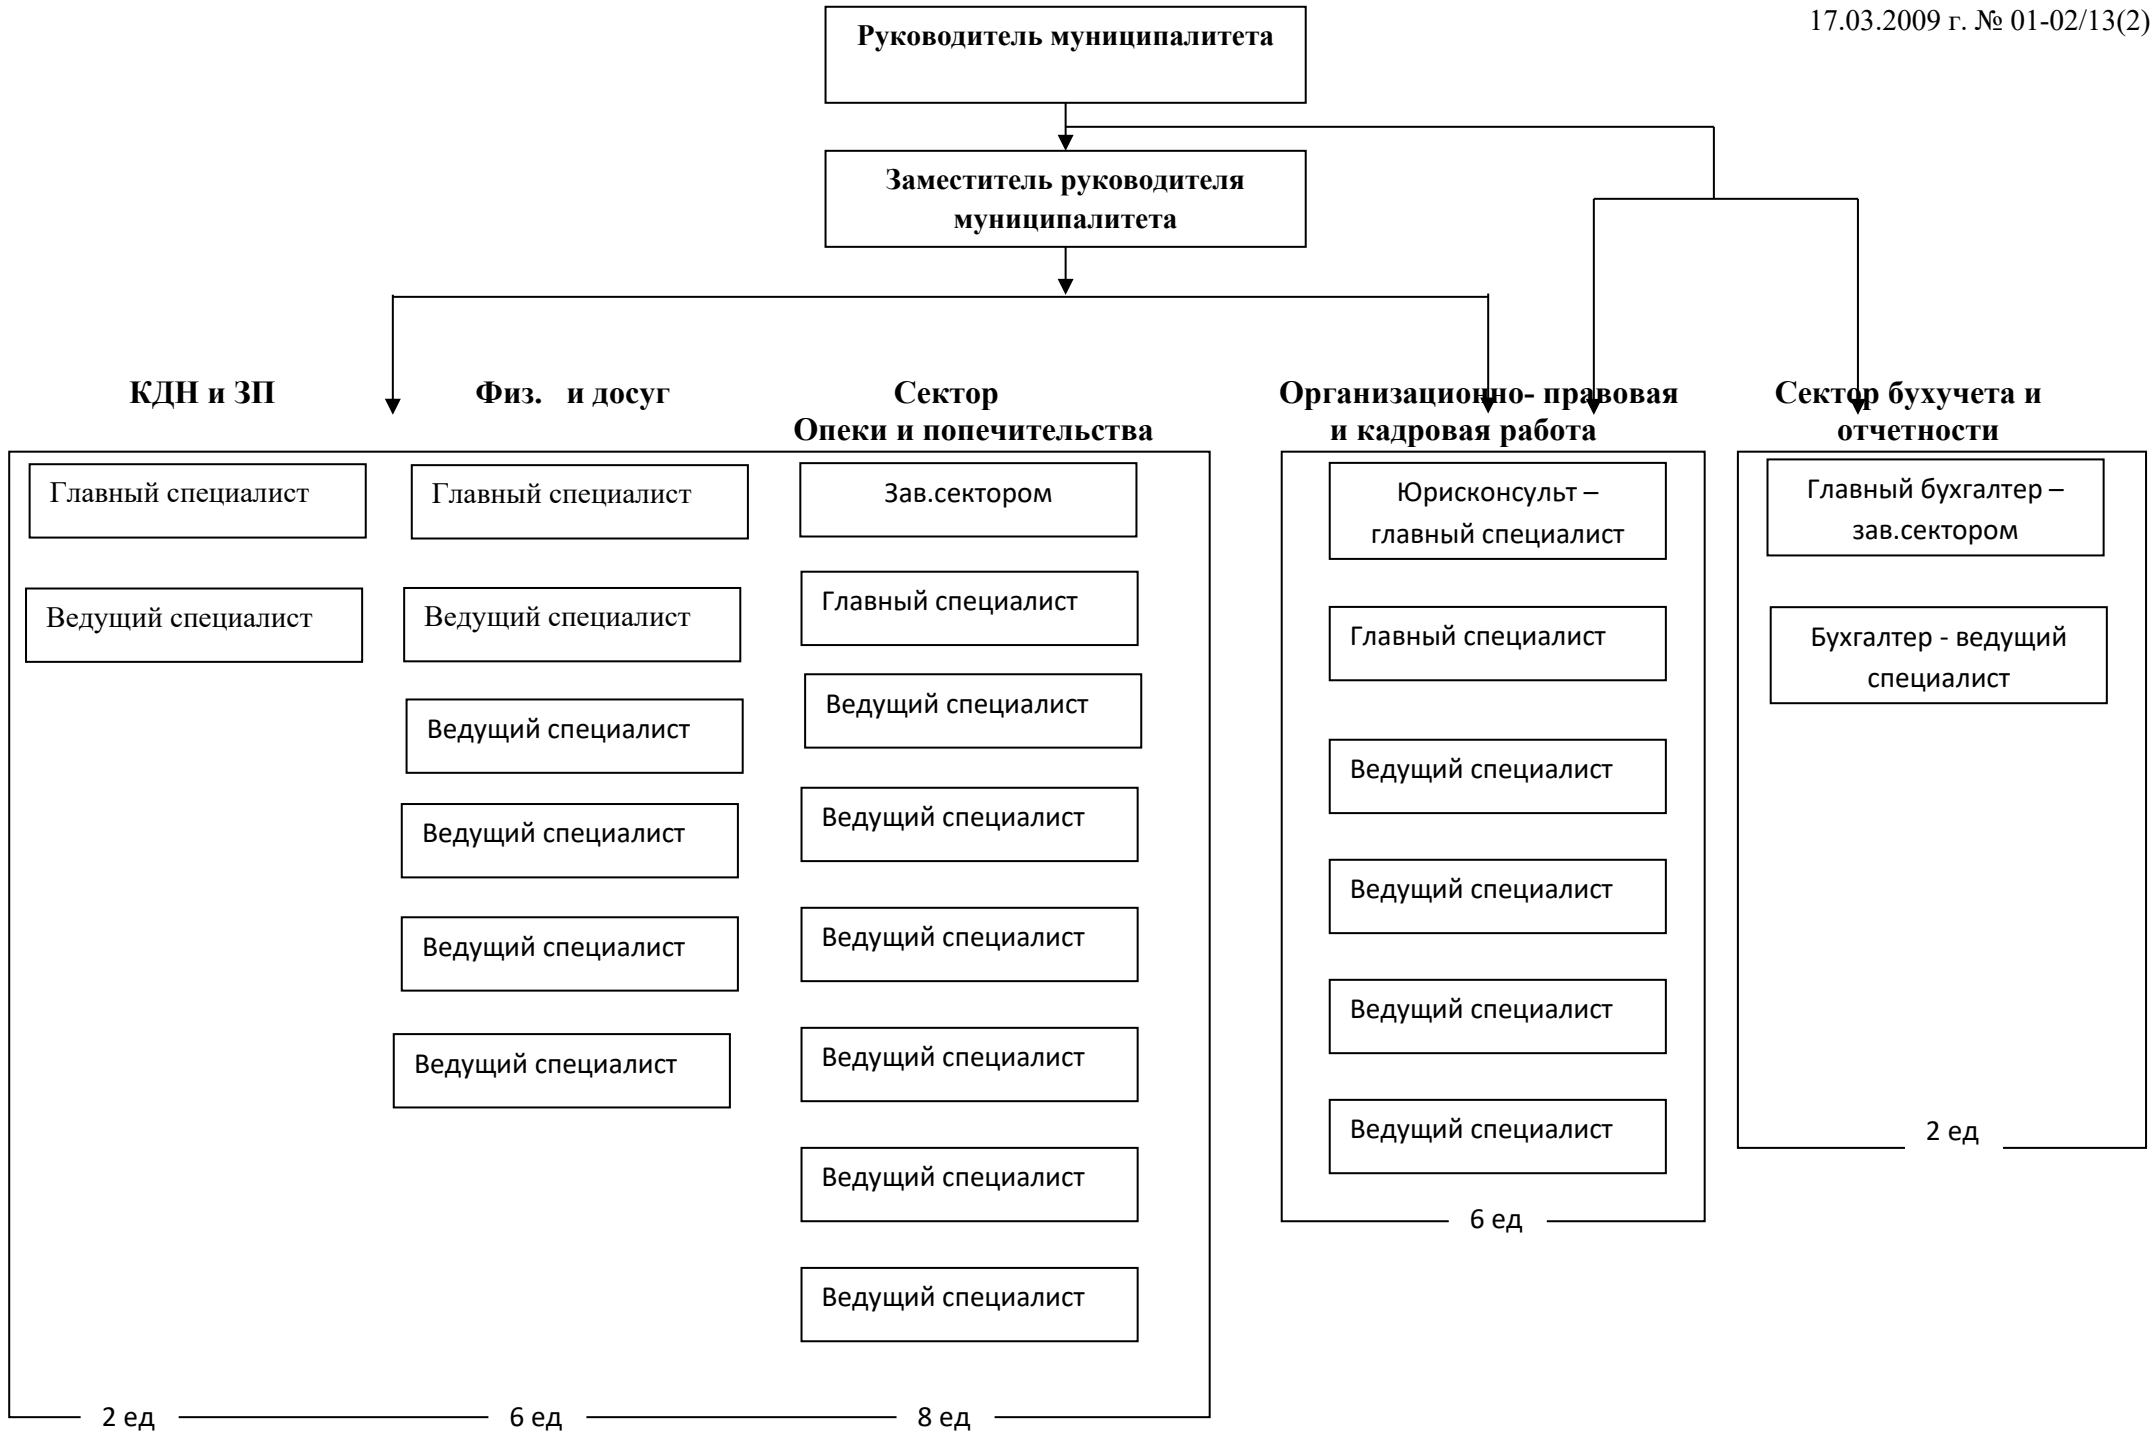 17.03.2009 г. № 01-02/13(2)
Руководитель муниципалитета
Заместитель руководителя
муниципалитета
КДН и ЗП
Физ. и досуг
Сектор
Опеки и попечительства
Организационно- правовая
и кадровая работа
Сектор бухучета и
отчетности
Главный специалист
Ведущий специалист
2 ед
Главный специалист
Ведущий специалист
Ведущий специалист
Ведущий специалист
Ведущий специалист
Ведущий специалист
6 ед
Зав.сектором
Главный специалист
Ведущий специалист
Ведущий специалист
Ведущий специалист
Ведущий специалист
Ведущий специалист
Ведущий специалист
8 ед
Юрисконсульт –
главный специалист
Главный специалист
Ведущий специалист
Ведущий специалист
Ведущий специалист
Ведущий специалист
6 ед
Главный бухгалтер –
зав.сектором
Бухгалтер - ведущий
специалист
2 ед